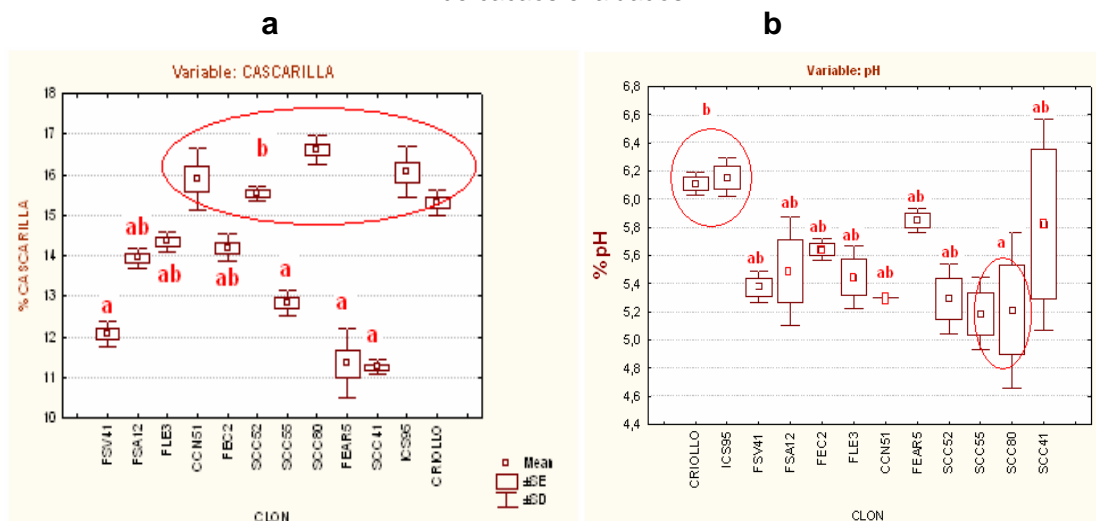 a
b
Variable: CASCARILLA
18
17
16
15
14
13
12
11
10
% CASCARILLA
a
ab
ab
b
ab
a
a
a
FSV41
FSA12
FLE3
CCN51
FEC2
SCC52
SCC55
SCC80
FEAR5
SCC41
ICS95
CRIOLLO
CLON
Mean
±SE
±SD
Variable: pH
6,8
6,6
6,4
6,2
6,0
5,8
5,6
5,4
5,2
5,0
4,8
4,6
4,4
% pH
b
ab
ab
ab
ab
ab
ab
ab
a
ab
CRIOLLO
ICS95
FSV41
FSA12
FEC2
FLE3
CCN51
FEAR5
SCC52
SCC55
SCC80
SCC41
CLON